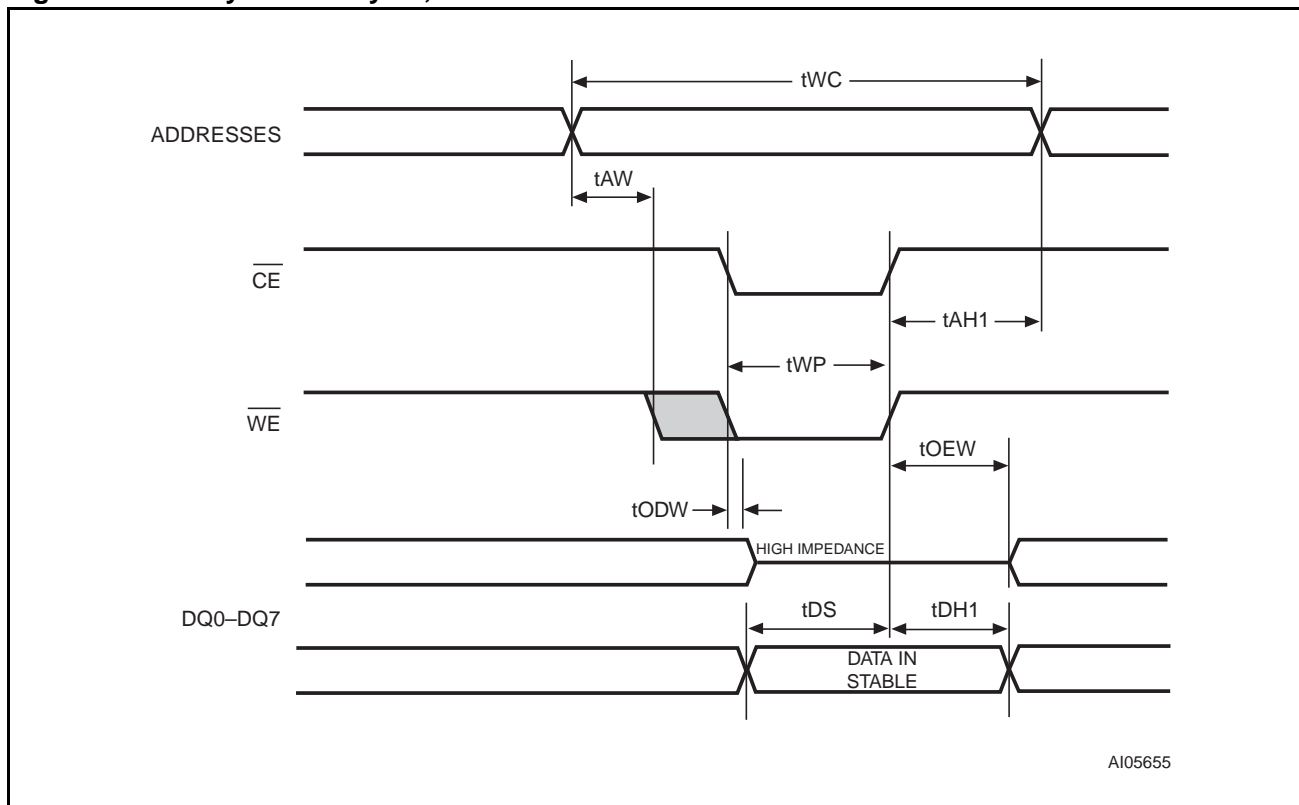 tWC
ADDRESSES
tAW
CE
tAH1
tWP
WE
tOEW
tODW
HIGH IMPEDANCE
DQ0–DQ7
tDS
tDH1
DATA IN
STABLE
AI05655